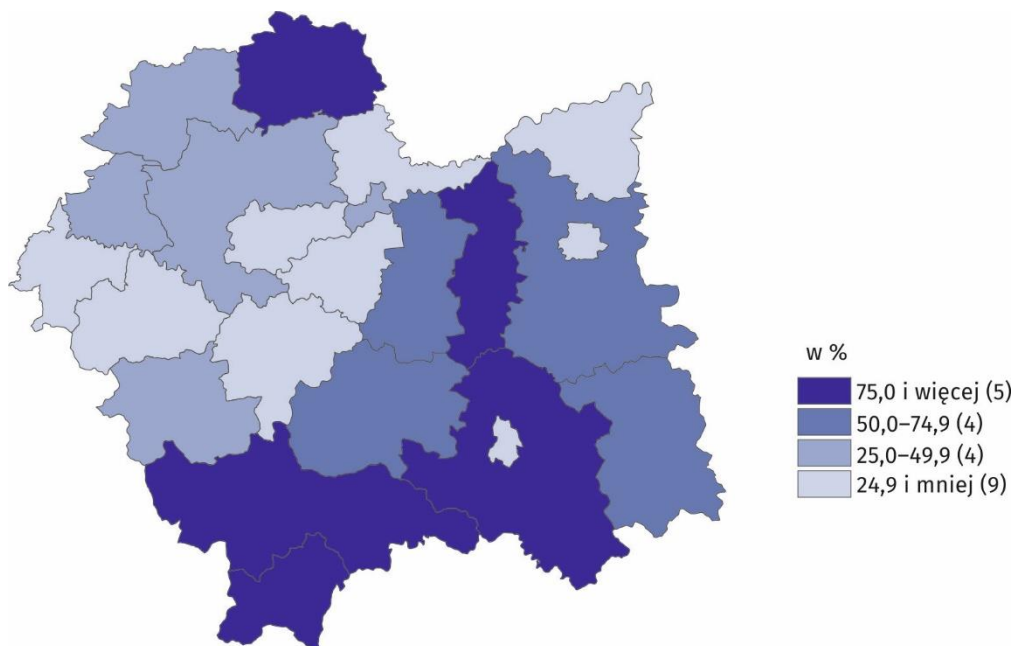 w %
75,0 i więcej (5)
50,0–74,9 (4)
25,0–49,9 (4)
24,9 i mniej (9)